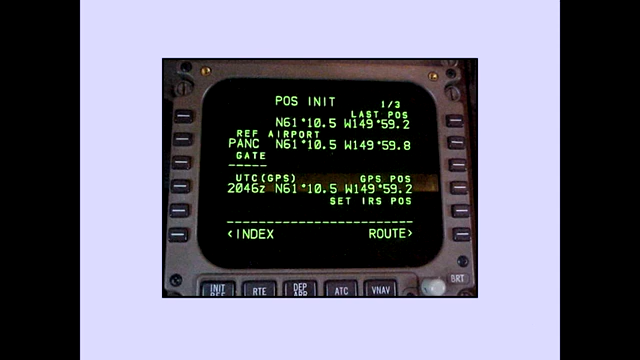 POS INIT 1/3
LAST POS
N61°10.5 W149°59.2
REF AIRPORT
PANC N61°10.5 W149°59.8
GATE
-----
UTC(GPS) GPS POS
2046z N61°10.5 W149°59.2
SET IRS POS
------------------------
<INDEX ROUTE>
INIT REF RTE DEP ARR ATC VNAV BRT